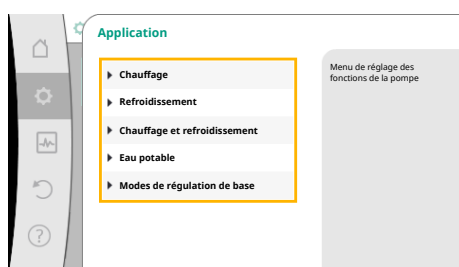 Application
Chauffage
Refroidissement
Chauffage et refroidissement
Eau potable
Modes de régulation de base
Menu de réglage des
fonctions de la pompe
?